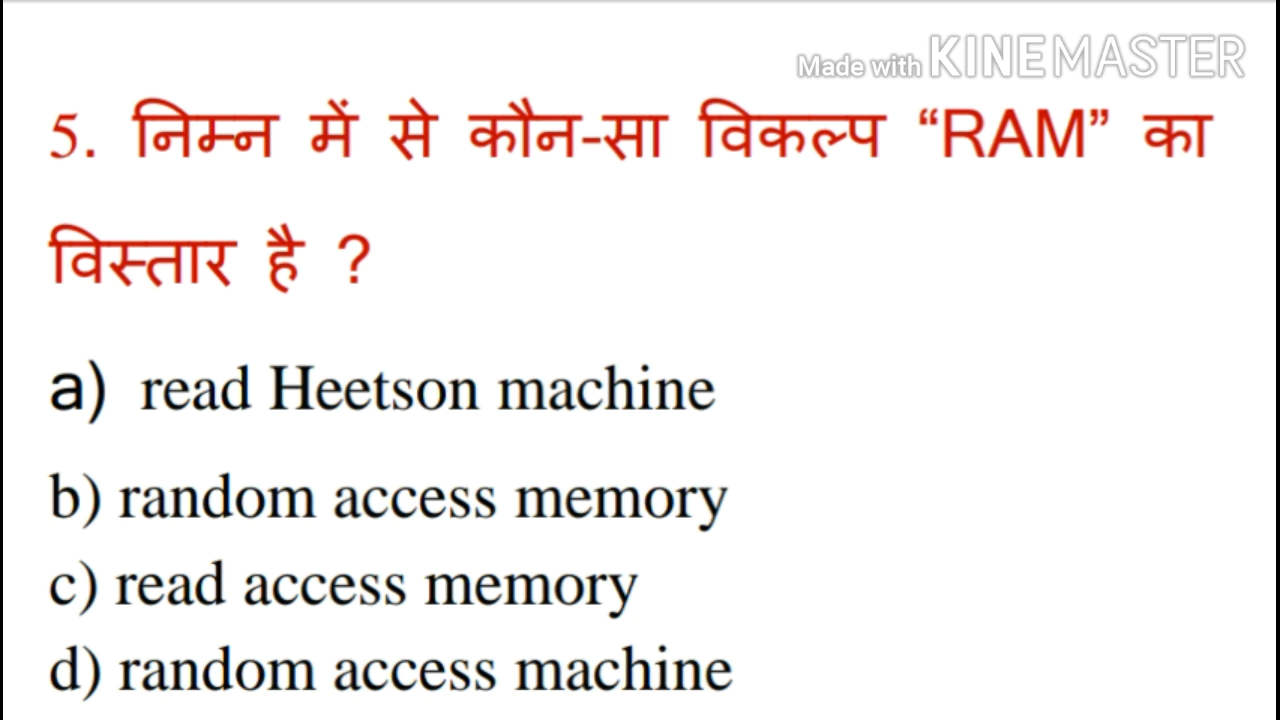 Made with KINEMASTER
5. निम्न में से कौन-सा विकल्प “RAM” का
विस्तार है ?
a) read Heetson machine
b) random access memory
c) read access memory
d) random access machine